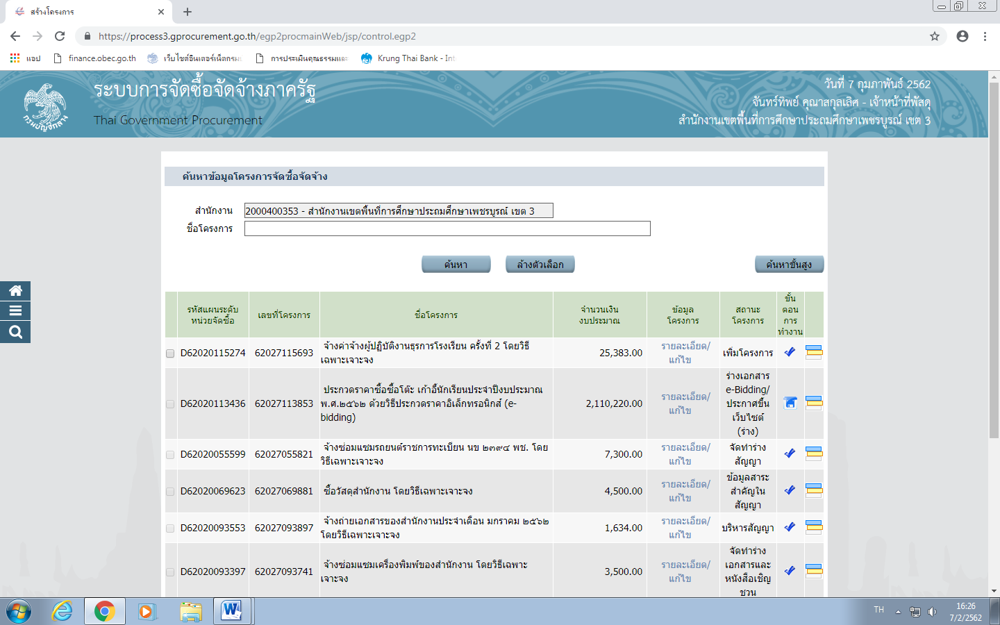 สร้างโครงการ
https://process3.gprocurement.go.th/egp2procmainWeb/jsp/control.egp2
แอป finance.obec.go.th เว็บไซต์อินเตอร์เน็ตกรม การประเมินคุณธรรมและ Krung Thai Bank - Int
ระบบการจัดซื้อจัดจ้างภาครัฐ
Thai Government Procurement
กรมบัญชีกลาง
วันที่ 7 กุมภาพันธ์ 2562
จันทร์ทิพย์ คุณาสกุลเลิศ - เจ้าหน้าที่พัสดุ
สำนักงานเขตพื้นที่การศึกษาประถมศึกษาเพชรบูรณ์ เขต 3
ค้นหาข้อมูลโครงการจัดซื้อจัดจ้าง
สำนักงาน 2000400353 - สำนักงานเขตพื้นที่การศึกษาประถมศึกษาเพชรบูรณ์ เขต 3
ชื่อโครงการ
ค้นหา ล้างตัวเลือก ค้นหาขั้นสูง
รหัสแผนระดับ
หน่วยจัดซื้อ
เลขที่โครงการ
ชื่อโครงการ
จำนวนเงิน
งบประมาณ
ข้อมูล
โครงการ
สถานะ
โครงการ
ขั้น
ตอน
การ
ทำงาน
D62020115274 62027115693
จ้างค่าจ้างผู้ปฏิบัติงานธุรการโรงเรียน ครั้งที่ 2 โดยวิธี
เฉพาะเจาะจง
25,383.00
รายละเอียด/
แก้ไข
เพิ่มโครงการ
D62020113436 62027113853
ประกวดราคาซื้อซื้อโต๊ะ เก้าอี้นักเรียนประจำปีงบประมาณ
พ.ศ.๒๕๖๒ ด้วยวิธีประกวดราคาอิเล็กทรอนิกส์ (e-
bidding)
2,110,220.00
รายละเอียด/
แก้ไข
ร่างเอกสาร
e-Bidding/
ประกาศขึ้น
เว็บไซต์
(ร่าง)
D62020055599 62027055821
จ้างซ่อมแซมรถยนต์ราชการทะเบียน นข ๒๓๙๔ พช. โดย
วิธีเฉพาะเจาะจง
7,300.00
รายละเอียด/
แก้ไข
จัดทำร่าง
สัญญา
D62020069623 62027069881
ซื้อวัสดุสำนักงาน โดยวิธีเฉพาะเจาะจง
4,500.00
รายละเอียด/
แก้ไข
ข้อมูลสาระ
สำคัญใน
สัญญา
D62020093553 62027093897
จ้างถ่ายเอกสารของสำนักงานประจำเดือน มกราคม ๒๕๖๒
โดยวิธีเฉพาะเจาะจง
1,634.00
รายละเอียด/
แก้ไข
บริหารสัญญา
D62020093397 62027093741
จ้างซ่อมแซมเครื่องพิมพ์ของสำนักงาน โดยวิธีเฉพาะ
เจาะจง
3,500.00
รายละเอียด/
แก้ไข
จัดทำร่าง
เอกสารและ
หนังสือเชิญ
ชวน
TH
16:26
7/2/2562